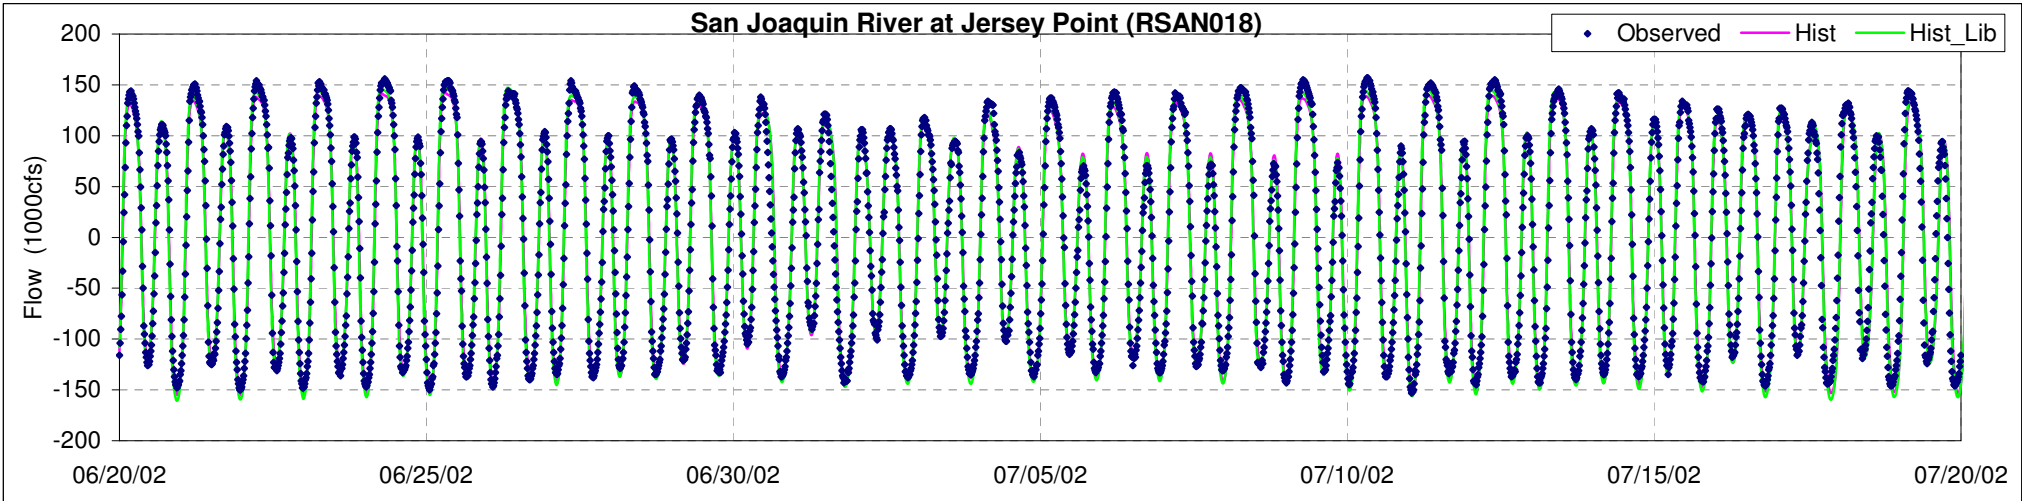 San Joaquin River at Jersey Point (RSAN018)
Observed Hist Hist_Lib
Flow (1000cfs)
200
150
100
50
0
-50
-100
-150
-200
06/20/02 06/25/02 06/30/02 07/05/02 07/10/02 07/15/02 07/20/02